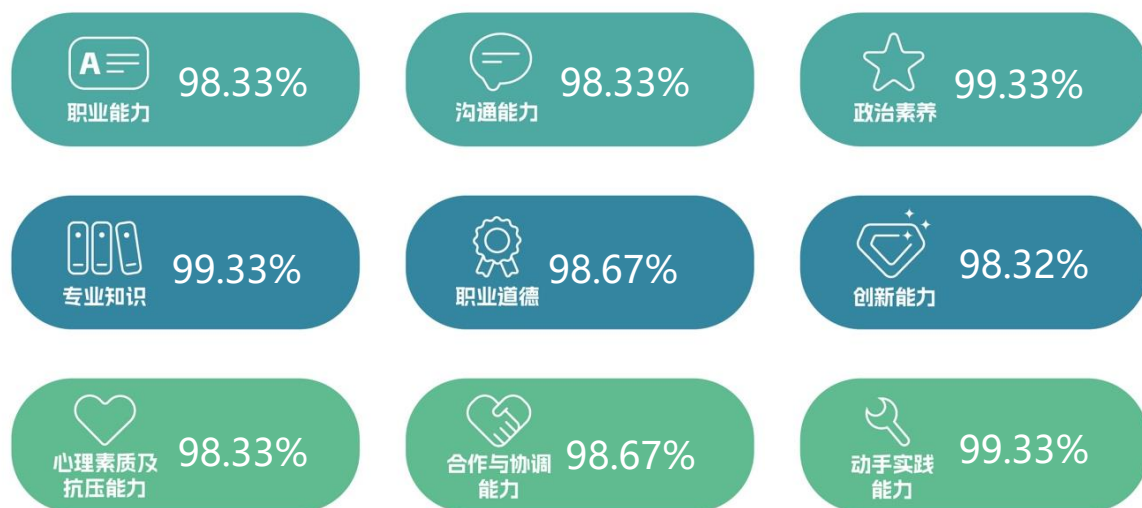 A
98.33%
职业能力
98.33%
沟通能力
99.33%
政治素养
99.33%
专业知识
98.67%
职业道德
98.32%
创新能力
心理素质及
抗压能力
98.33%
合作与协调
能力
98.67%
动手实践
能力
99.33%